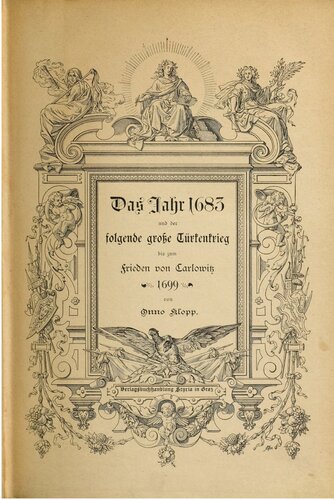 Das Jahr 1683
und der
folgende große Türkenkrieg
bis zum
Frieden von Carlowitz
1699
von
Onno Klopp.
Verlagsbuchhandlung Styria in Graz